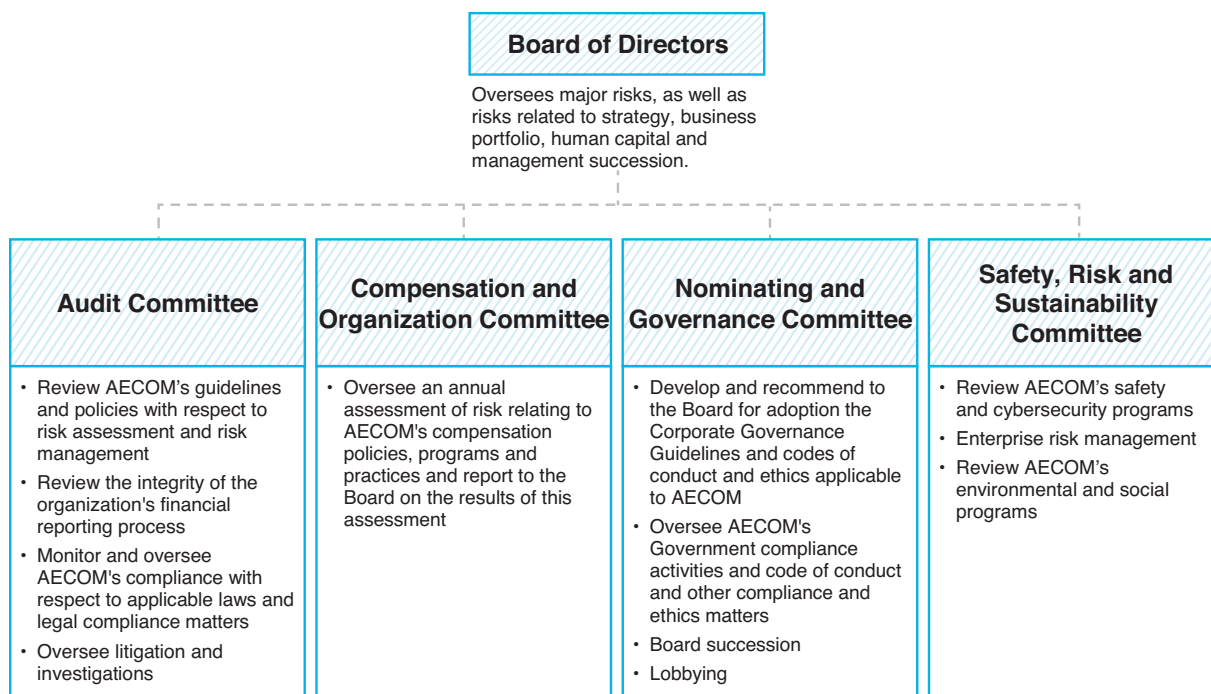 Board of Directors
Oversees major risks, as well as
risks related to strategy, business
portfolio, human capital and
management succession.
Audit Committee
• Review AECOM’s guidelines
and policies with respect to
risk assessment and risk
management
• Review the integrity of the
organization's financial
reporting process
• Monitor and oversee
AECOM's compliance with
respect to applicable laws and
legal compliance matters
• Oversee litigation and
investigations
Compensation and
Organization Committee
• Oversee an annual
assessment of risk relating to
AECOM's compensation
policies, programs and
practices and report to the
Board on the results of this
assessment
Nominating and
Governance Committee
• Develop and recommend to
the Board for adoption the
Corporate Governance
Guidelines and codes of
conduct and ethics applicable
to AECOM
• Oversee AECOM's
Government compliance
activities and code of conduct
and other compliance and
ethics matters
• Board succession
• Lobbying
Safety, Risk and
Sustainability
Committee
• Review AECOM’s safety
and cybersecurity programs
• Enterprise risk management
• Review AECOM’s
environmental and social
programs